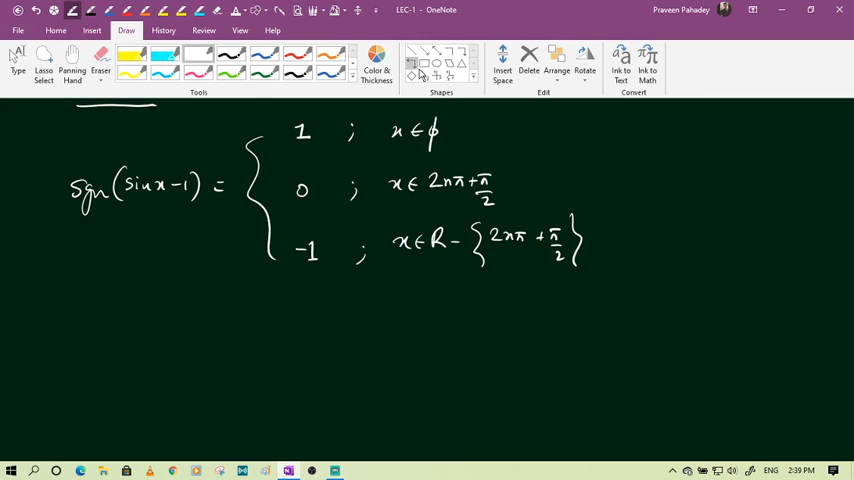 LEC-1 - OneNote
Praveen Pahadey
File Home Insert Draw History Review View Help
Type
Lasso Select
Panning Hand
Eraser
Color & Thickness
Insert Space
Delete
Arrange
Rotate
Ink to Text
Ink to Math
Tools
Shapes
Edit
Convert
1 ; x ∈ ϕ
sgn(sinx-1) = { 0 ; x ∈ 2nπ+π/2
-1 ; x ∈ R - {2nπ + π/2}
ENG 2:39 PM